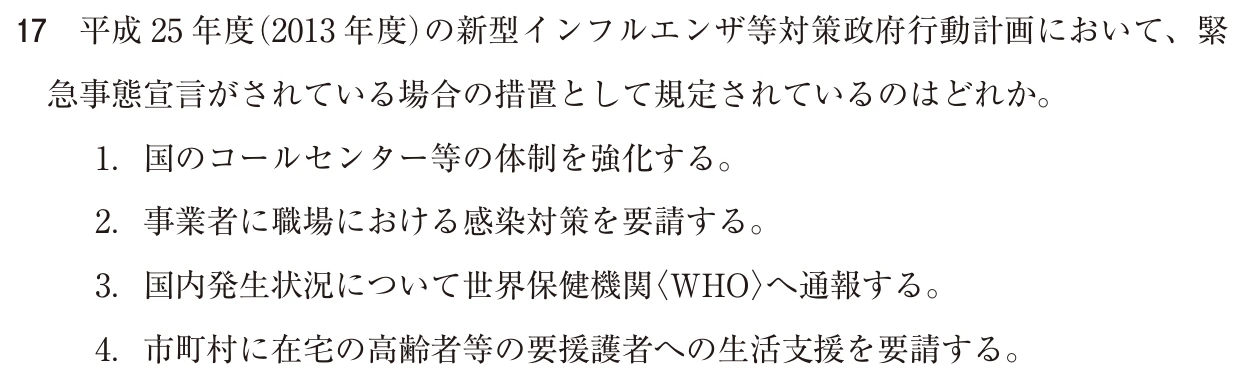 17 平成 25 年度(2013 年度)の新型インフルエンザ等対策政府行動計画において、緊
急事態宣言がされている場合の措置として規定されているのはどれか。
1. 国のコールセンター等の体制を強化する。
2. 事業者に職場における感染対策を要請する。
3. 国内発生状況について世界保健機関〈WHO〉へ通報する。
4. 市町村に在宅の高齢者等の要援護者への生活支援を要請する。